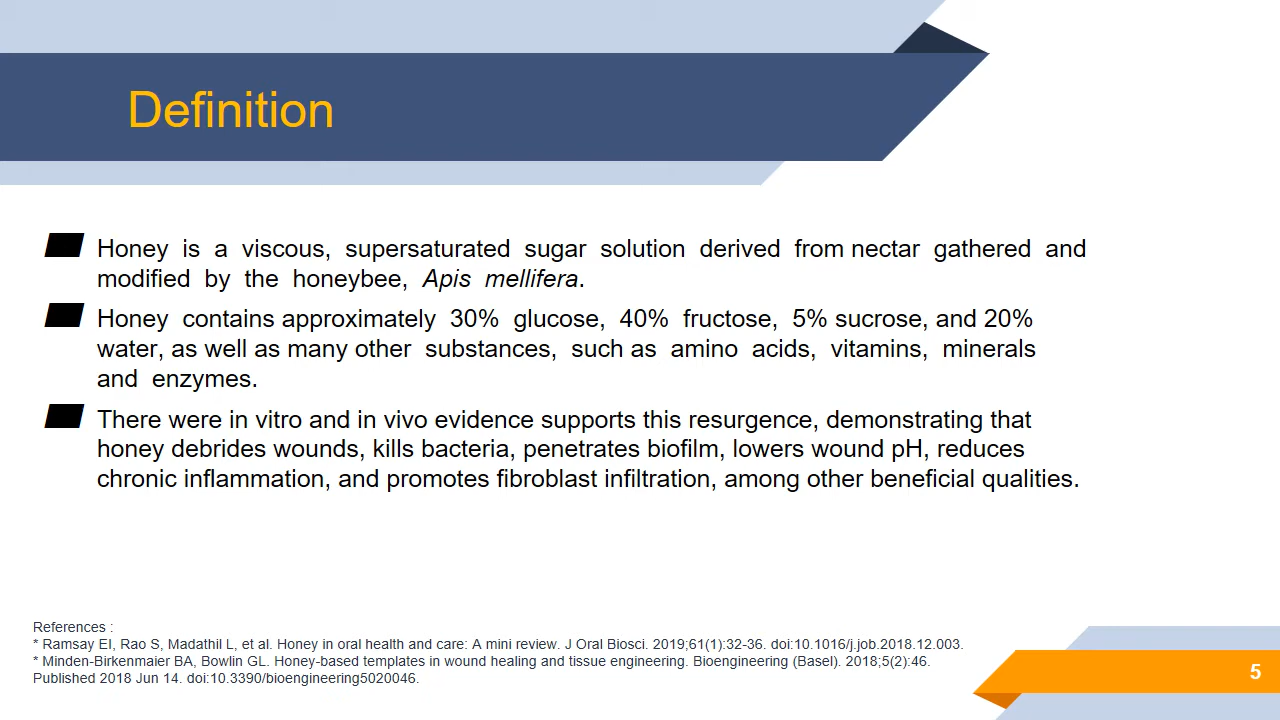 Definition
Honey is a viscous, supersaturated sugar solution derived from nectar gathered and
modified by the honeybee, Apis mellifera.
Honey contains approximately 30% glucose, 40% fructose, 5% sucrose, and 20%
water, as well as many other substances, such as amino acids, vitamins, minerals
and enzymes.
There were in vitro and in vivo evidence supports this resurgence, demonstrating that
honey debrides wounds, kills bacteria, penetrates biofilm, lowers wound pH, reduces
chronic inflammation, and promotes fibroblast infiltration, among other beneficial qualities.
References :
* Ramsay EI, Rao S, Madathil L, et al. Honey in oral health and care: A mini review. J Oral Biosci. 2019;61(1):32-36. doi:10.1016/j.job.2018.12.003.
* Minden-Birkenmaier BA, Bowlin GL. Honey-based templates in wound healing and tissue engineering. Bioengineering (Basel). 2018;5(2):46.
Published 2018 Jun 14. doi:10.3390/bioengineering5020046.
5